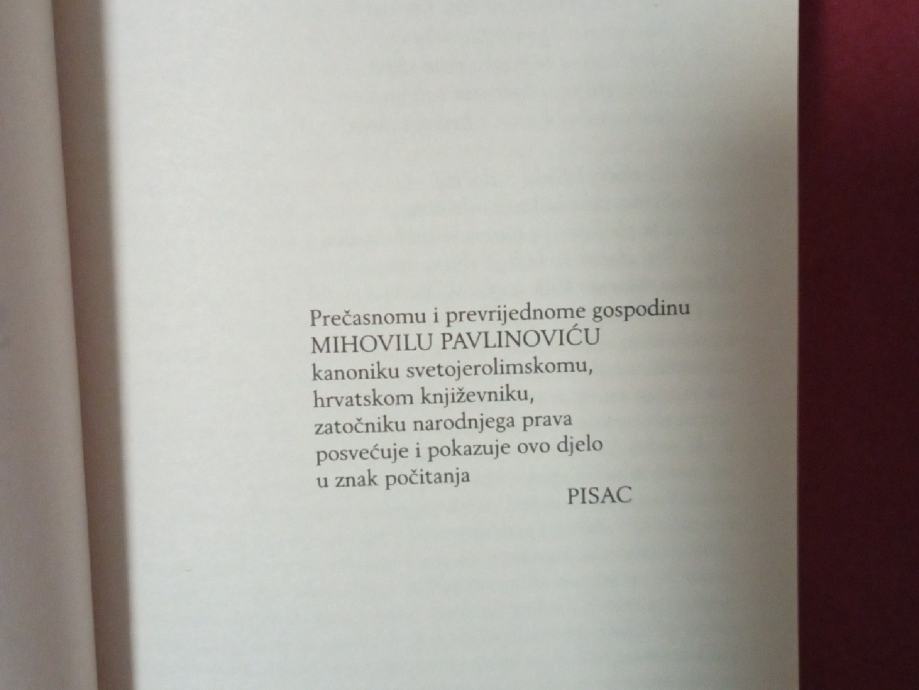 Prečasnomu i prevrijednome gospodinu
MIHOVILU PAVLINOVIĆU
kanoniku svetojerolimskomu,
hrvatskom književniku,
zatočniku narodnjega prava
posvećuje i pokazuje ovo djelo
u znak počitanja
PISAC